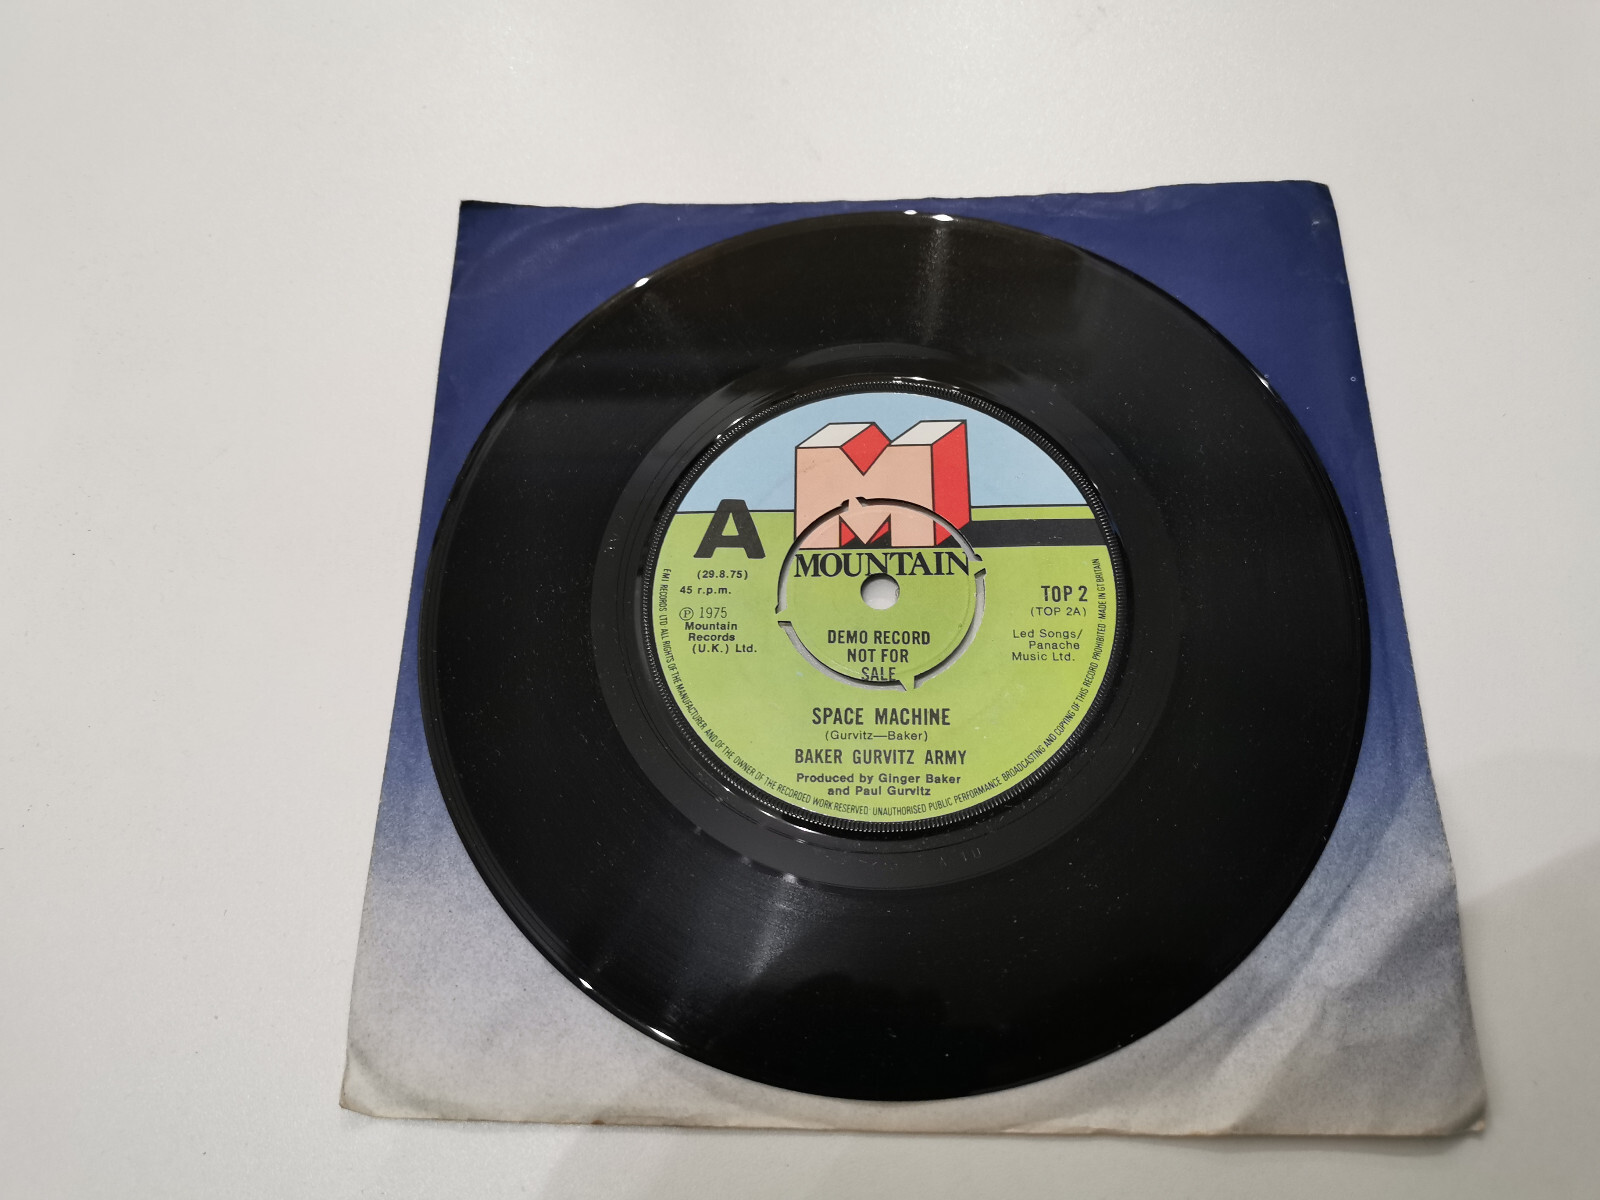 M
A
MOUNTAIN
(29.8.75)
45 r.p.m.
Ⓟ 1975
Mountain
Records
(U.K.) Ltd.
DEMO RECORD
NOT FOR
SALE
TOP 2
(TOP 2A)
Led Songs/
Panache
Music Ltd.
SPACE MACHINE
(Gurvitz—Baker)
BAKER GURVITZ ARMY
Produced by Ginger Baker
and Paul Gurvitz
EMI RECORDS LTD ALL RIGHTS OF THE MANUFACTURER AND OF THE OWNER OF THE RECORDED WORK RESERVED UNAUTHORISED PUBLIC PERFORMANCE BROADCASTING AND COPYING OF THIS RECORD PROHIBITED MADE IN GT BRITAIN